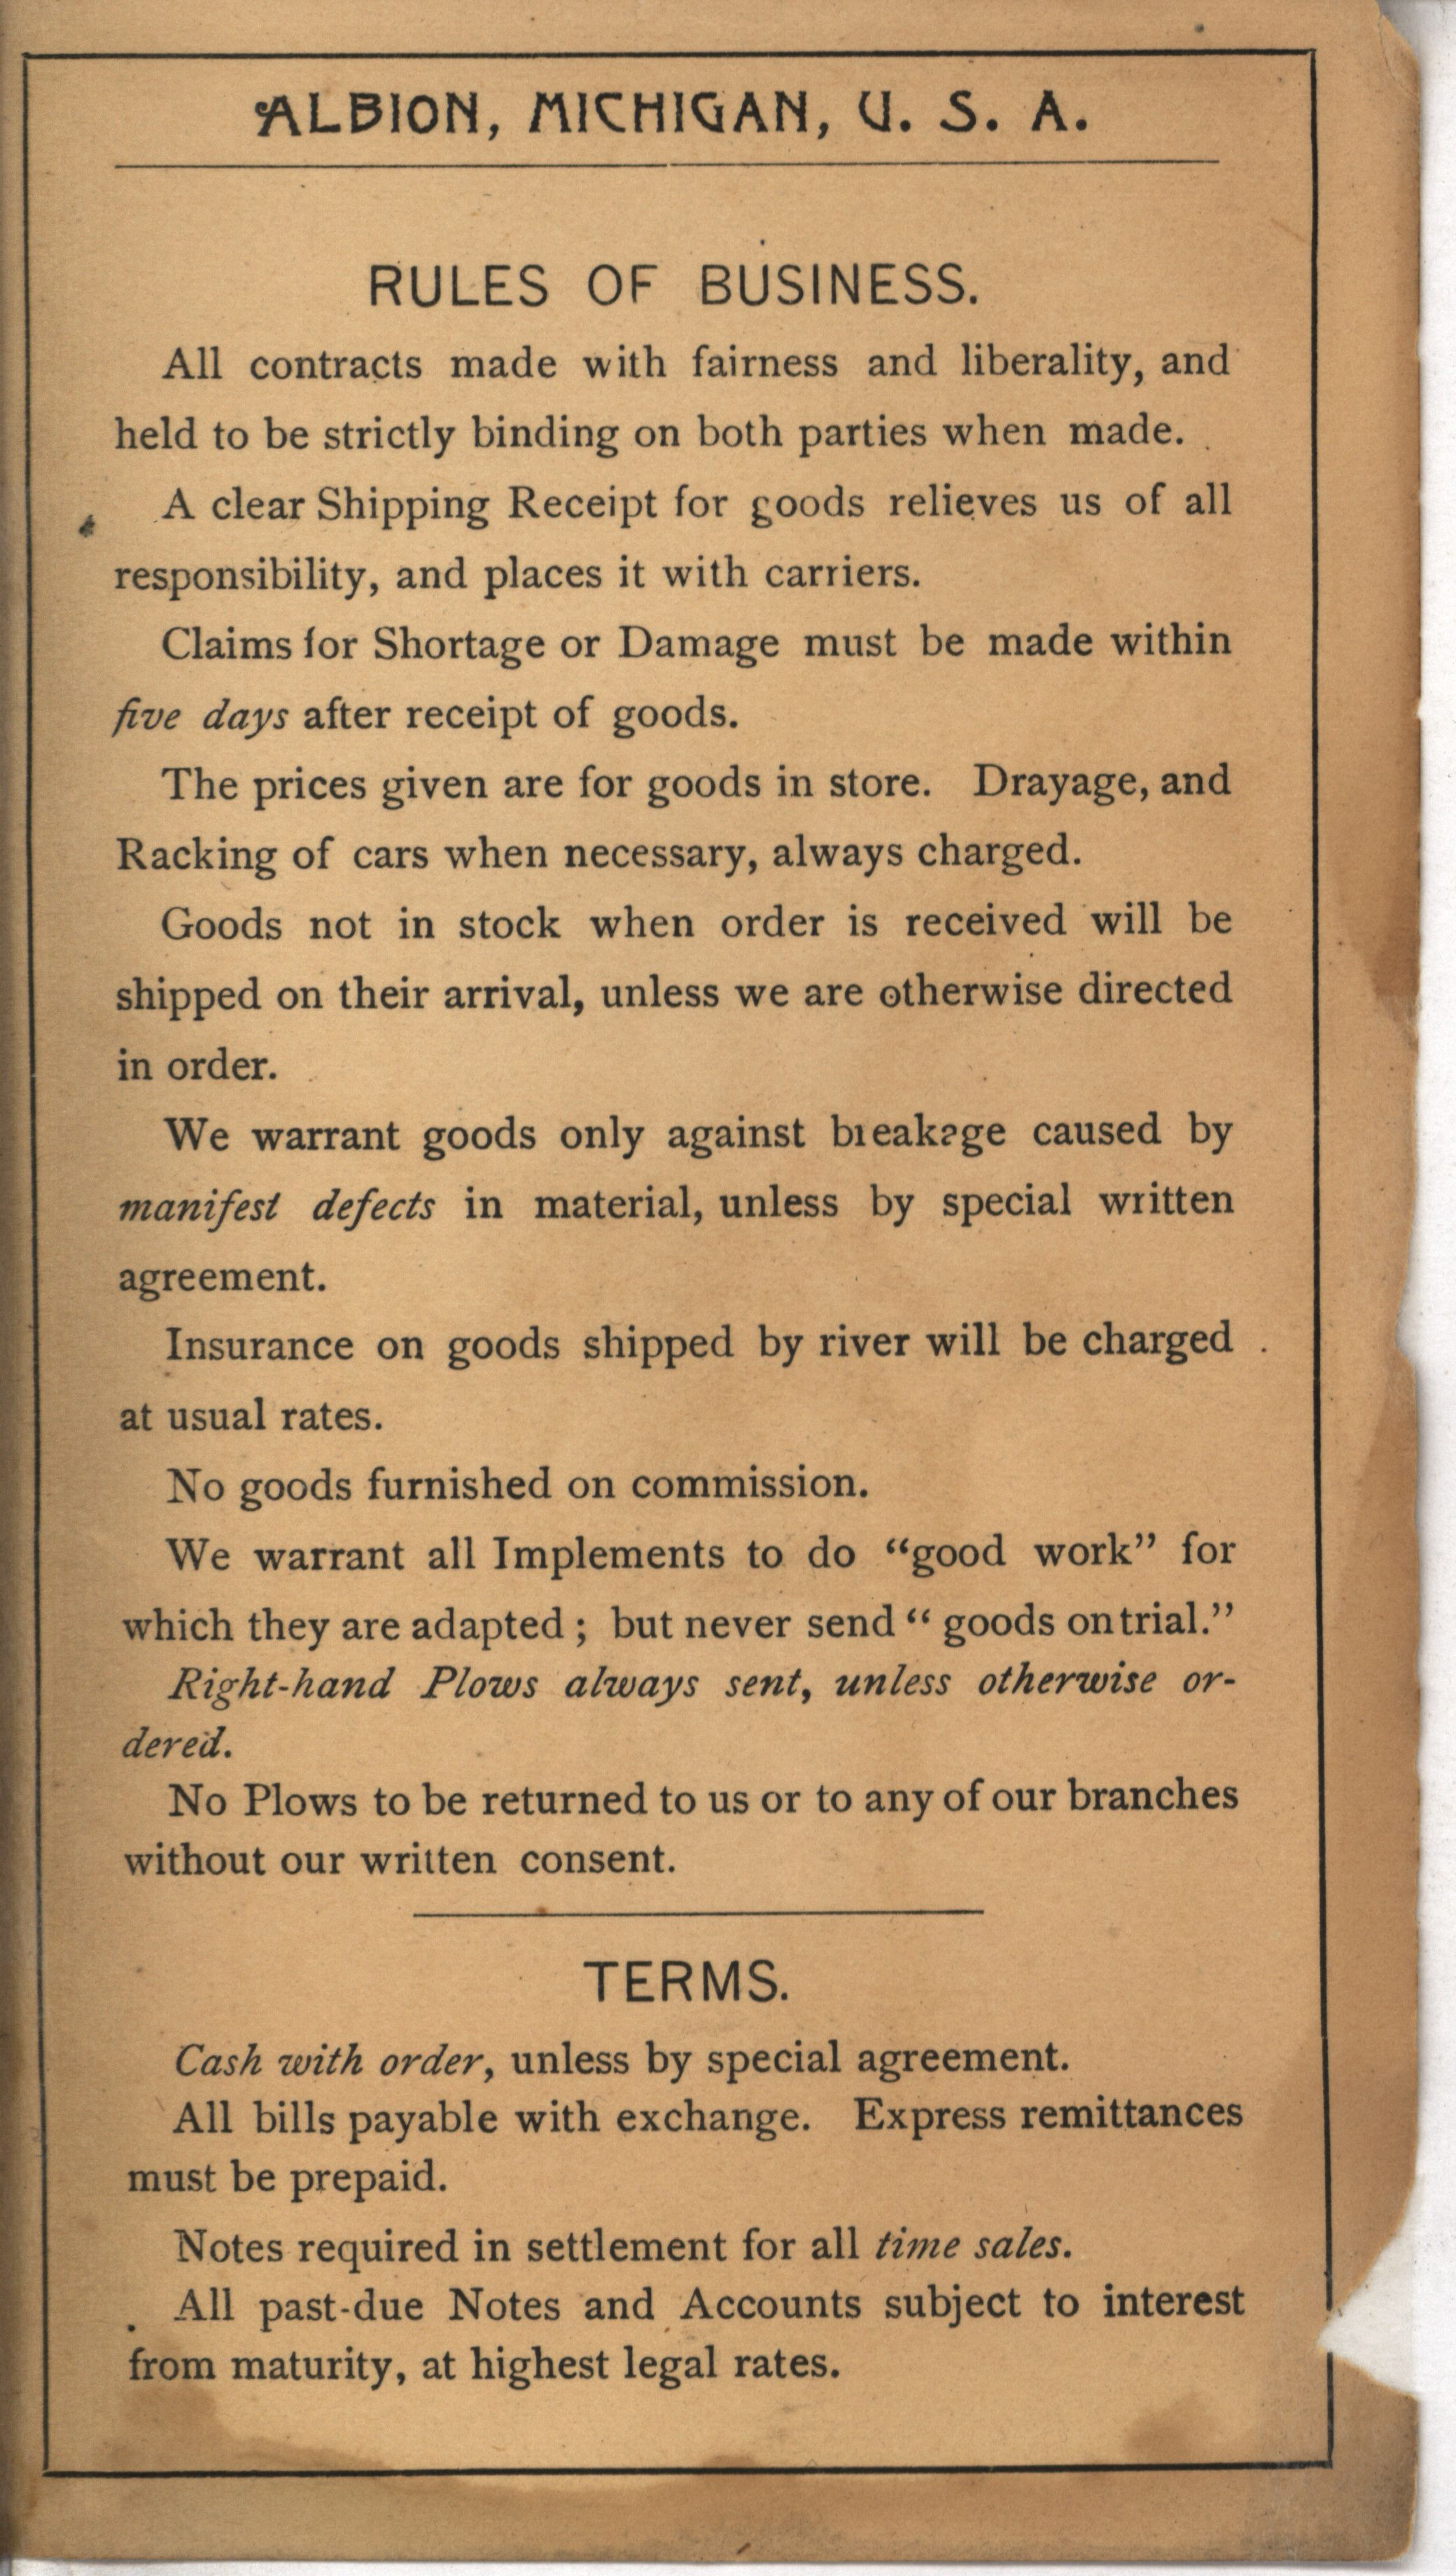 ALBION, MICHIGAN, U. S. A.
RULES OF BUSINESS.
All contracts made with fairness and liberality, and
held to be strictly binding on both parties when made.
A clear Shipping Receipt for goods relieves us of all
responsibility, and places it with carriers.
Claims for Shortage or Damage must be made within
five days after receipt of goods.
The prices given are for goods in store. Drayage, and
Racking of cars when necessary, always charged.
Goods not in stock when order is received will be
shipped on their arrival, unless we are otherwise directed
in order.
We warrant goods only against breakage caused by
manifest defects in material, unless by special written
agreement.
Insurance on goods shipped by river will be charged
at usual rates.
No goods furnished on commission.
We warrant all Implements to do “good work” for
which they are adapted ; but never send “ goods on trial.”
Right-hand Plows always sent, unless otherwise or-
dered.
No Plows to be returned to us or to any of our branches
without our written consent.
TERMS.
Cash with order, unless by special agreement.
All bills payable with exchange. Express remittances
must be prepaid.
Notes required in settlement for all time sales.
All past-due Notes and Accounts subject to interest
from maturity, at highest legal rates.